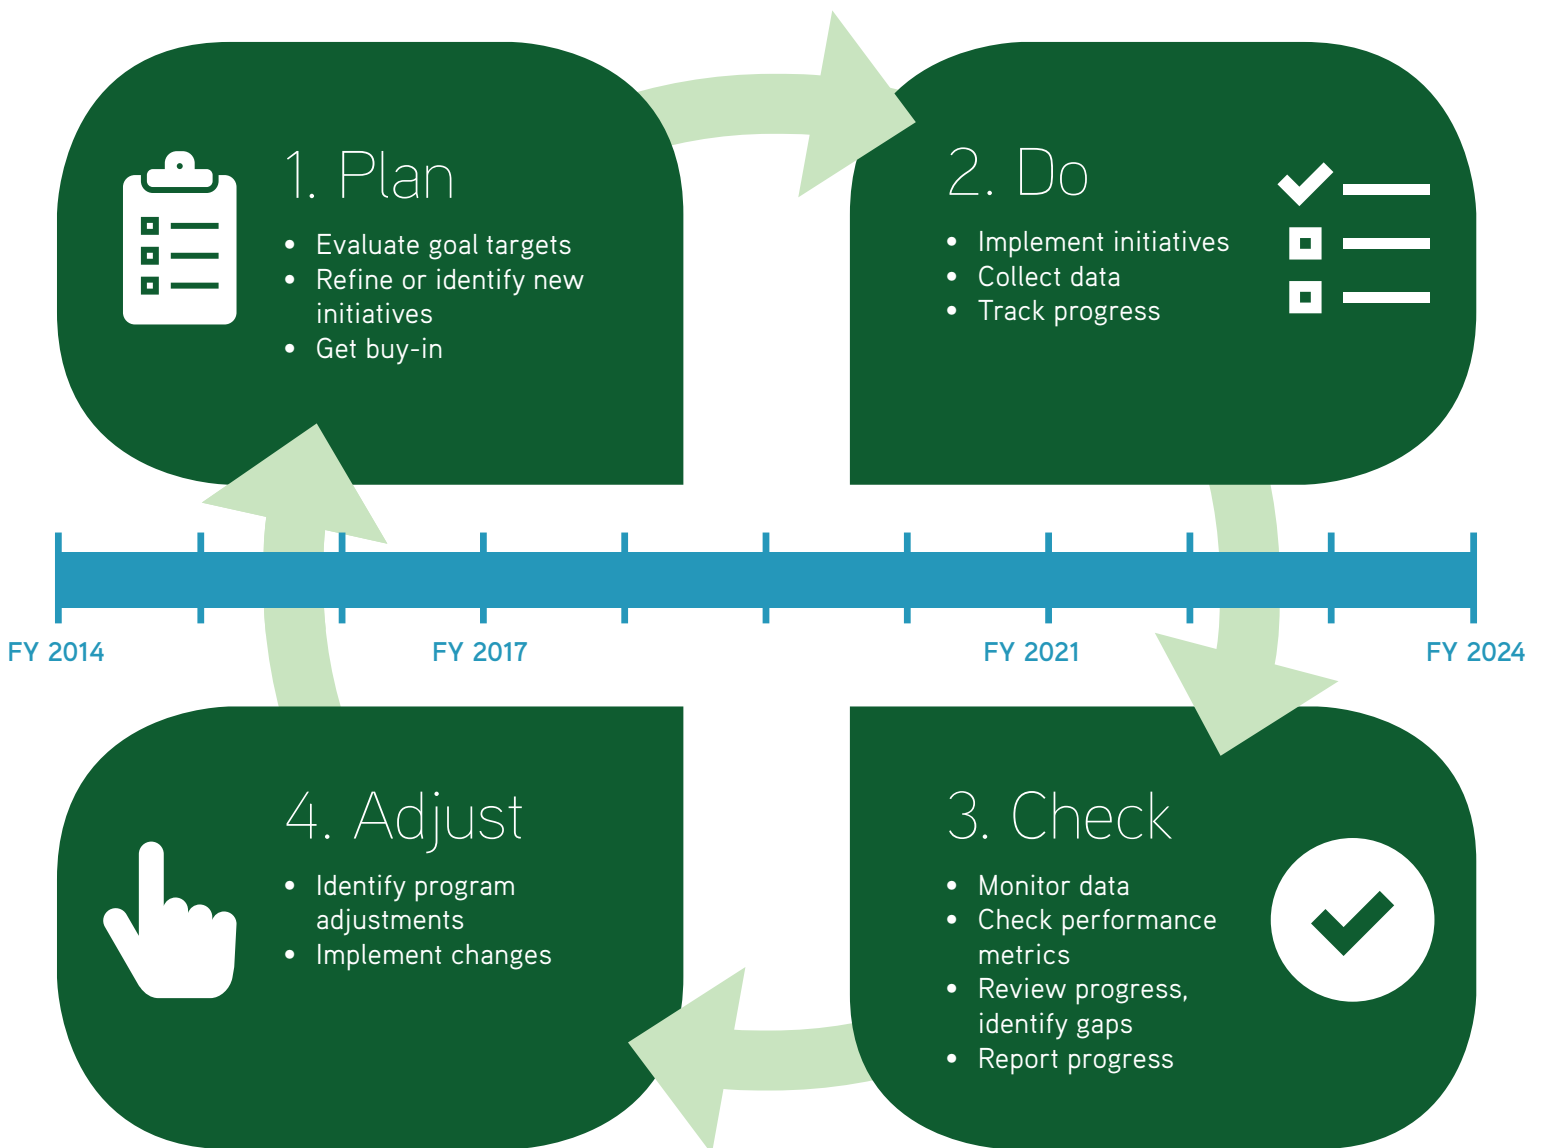 1. Plan
• Evaluate goal targets
• Refine or identify new
initiatives
• Get buy-in
2. Do
• Implement initiatives
• Collect data
• Track progress
FY 2014
FY 2017
FY 2021
FY 2024
4. Adjust
• Identify program
adjustments
• Implement changes
3. Check
• Monitor data
• Check performance
metrics
• Review progress,
identify gaps
• Report progress